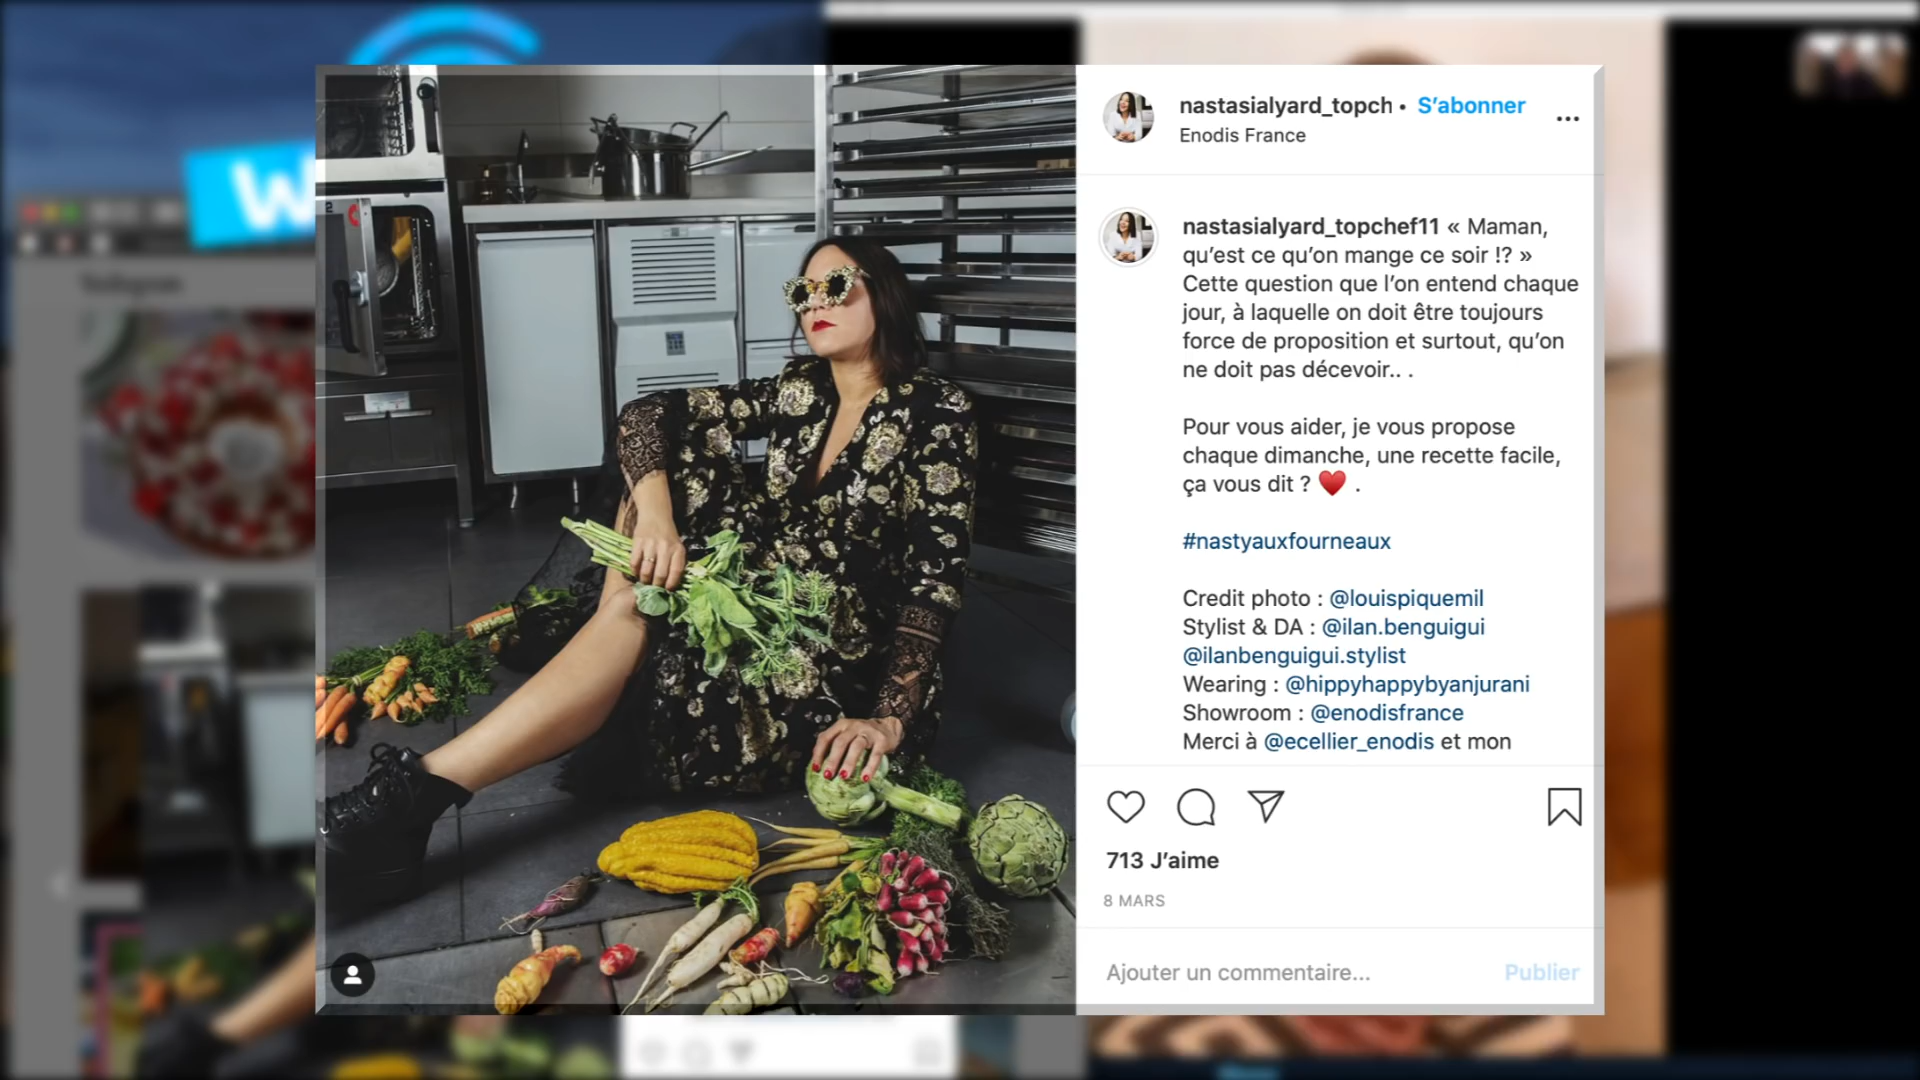 W
nastasialyard_topch • S’abonner
Enodis France
nastasialyard_topchef11 « Maman,
qu’est ce qu’on mange ce soir !? »
Cette question que l’on entend chaque
jour, à laquelle on doit être toujours
force de proposition et surtout, qu’on
ne doit pas décevoir.. .
Pour vous aider, je vous propose
chaque dimanche, une recette facile,
ça vous dit ? ♥️ .
#nastyauxfourneaux
Credit photo : @louispiquemil
Stylist & DA : @ilan.benguigui
@ilanbenguigui.stylist
Wearing : @hippyhappybyanjurani
Showroom : @enodisfrance
Merci à @ecellier_enodis et mon
713 J’aime
8 MARS
Ajouter un commentaire... Publier